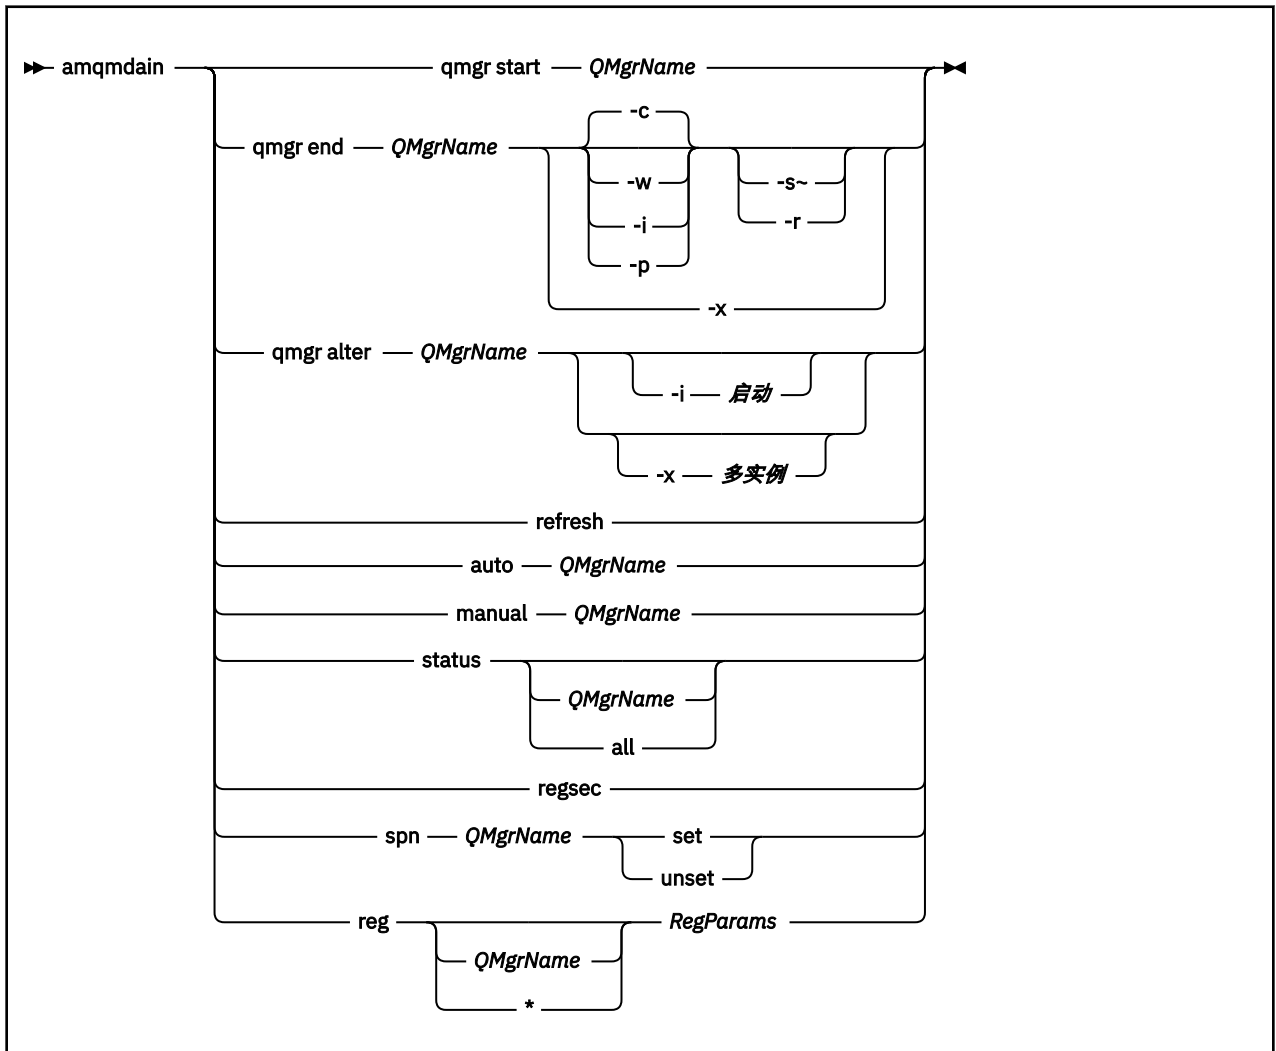 amqmdain qmgr start QMgrName
-c
qmgr end QMgrName
-w -s~
-i -r
-p
-x
qmgr alter QMgrName
-i 启动
-x 多实例
refresh
auto QMgrName
manual QMgrName
status
QMgrName
all
regsec
spn QMgrName set
unset
reg RegParams
QMgrName
*